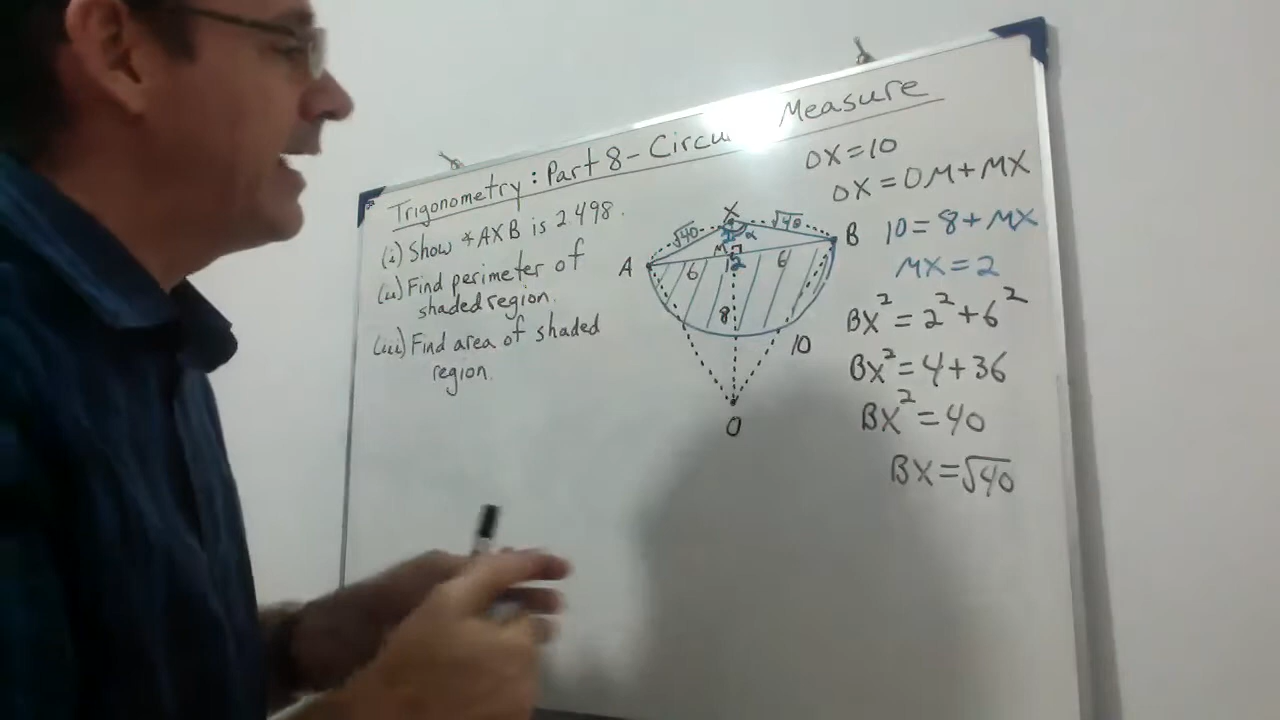 Trigonometry: Part 8 - Circu Measure
(i) Show ∢AXB is 2.498.
(ii) Find perimeter of
shaded region.
(iii) Find area of shaded
region.
X
√40
√40
2
α
M
A
B
6
12
6
8
10
O
OX=10
OX=OM+MX
10=8+MX
MX=2
BX²=2²+6²
BX²=4+36
BX²=40
BX=√40